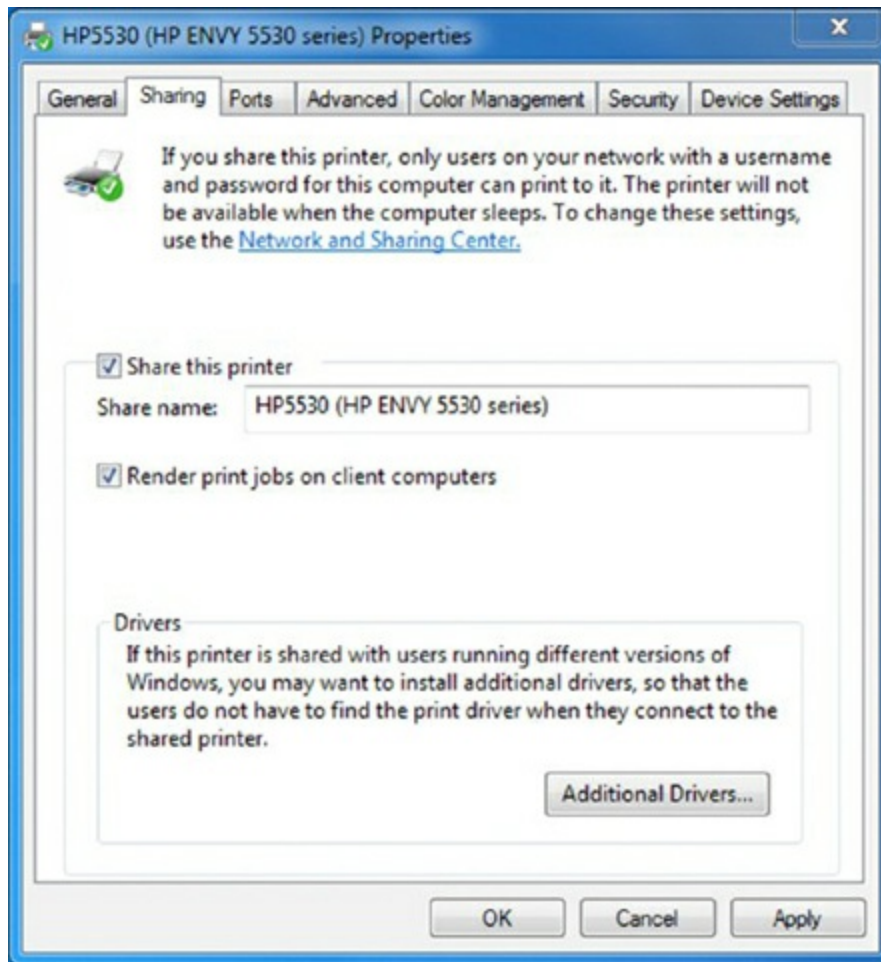 HP5530 (HP ENVY 5530 series) Properties
General Sharing Ports Advanced Color Management Security Device Settings
If you share this printer, only users on your network with a username
and password for this computer can print to it. The printer will not
be available when the computer sleeps. To change these settings,
use the Network and Sharing Center.
Share this printer
Share name: HP5530 (HP ENVY 5530 series)
Render print jobs on client computers
Drivers
If this printer is shared with users running different versions of
Windows, you may want to install additional drivers, so that the
users do not have to find the print driver when they connect to the
shared printer.
Additional Drivers...
OK Cancel Apply